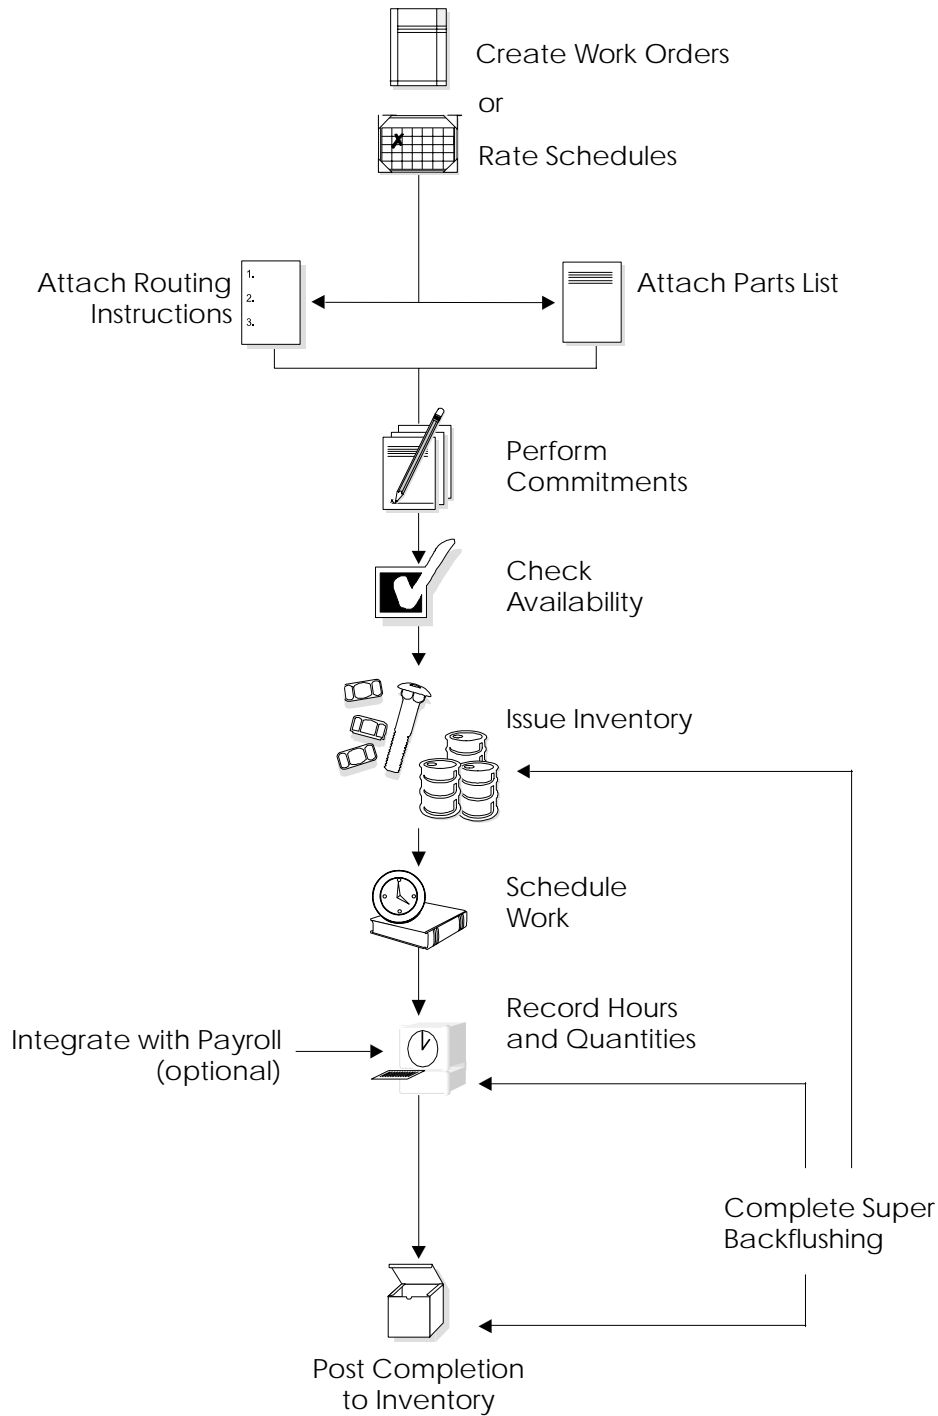 Create Work Orders
or
Rate Schedules
Attach Routing
Instructions
1.
2.
3.
Attach Parts List
Perform
Commitments
Check
Availability
Issue Inventory
Schedule
Work
Record Hours
and Quantities
Integrate with Payroll
(optional)
Complete Super
Backflushing
Post Completion
to Inventory